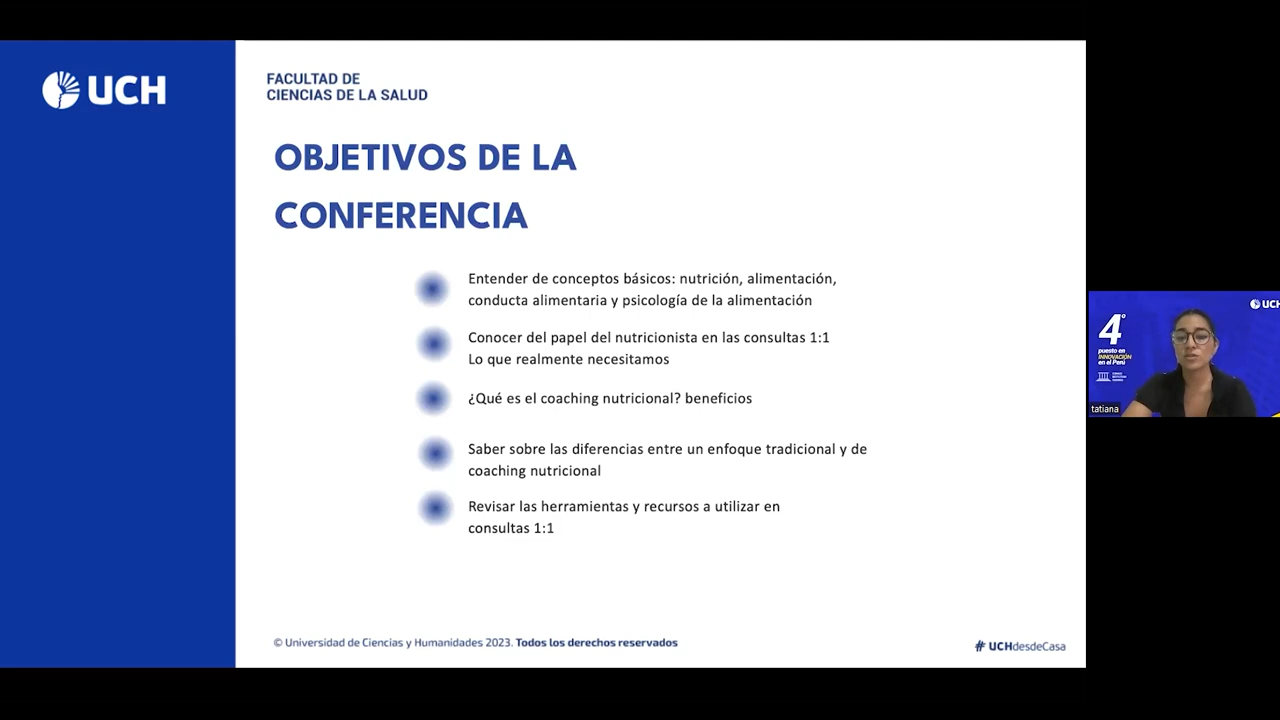 UCH
FACULTAD DE
CIENCIAS DE LA SALUD
OBJETIVOS DE LA
CONFERENCIA
Entender de conceptos básicos: nutrición, alimentación,
conducta alimentaria y psicología de la alimentación
Conocer del papel del nutricionista en las consultas 1:1
Lo que realmente necesitamos
¿Qué es el coaching nutricional? beneficios
Saber sobre las diferencias entre un enfoque tradicional y de
coaching nutricional
Revisar las herramientas y recursos a utilizar en
consultas 1:1
© Universidad de Ciencias y Humanidades 2023. Todos los derechos reservados
#UCHdesdeCasa
UCH
4°
puesto en
INNOVACIÓN
en el Perú
tatiana